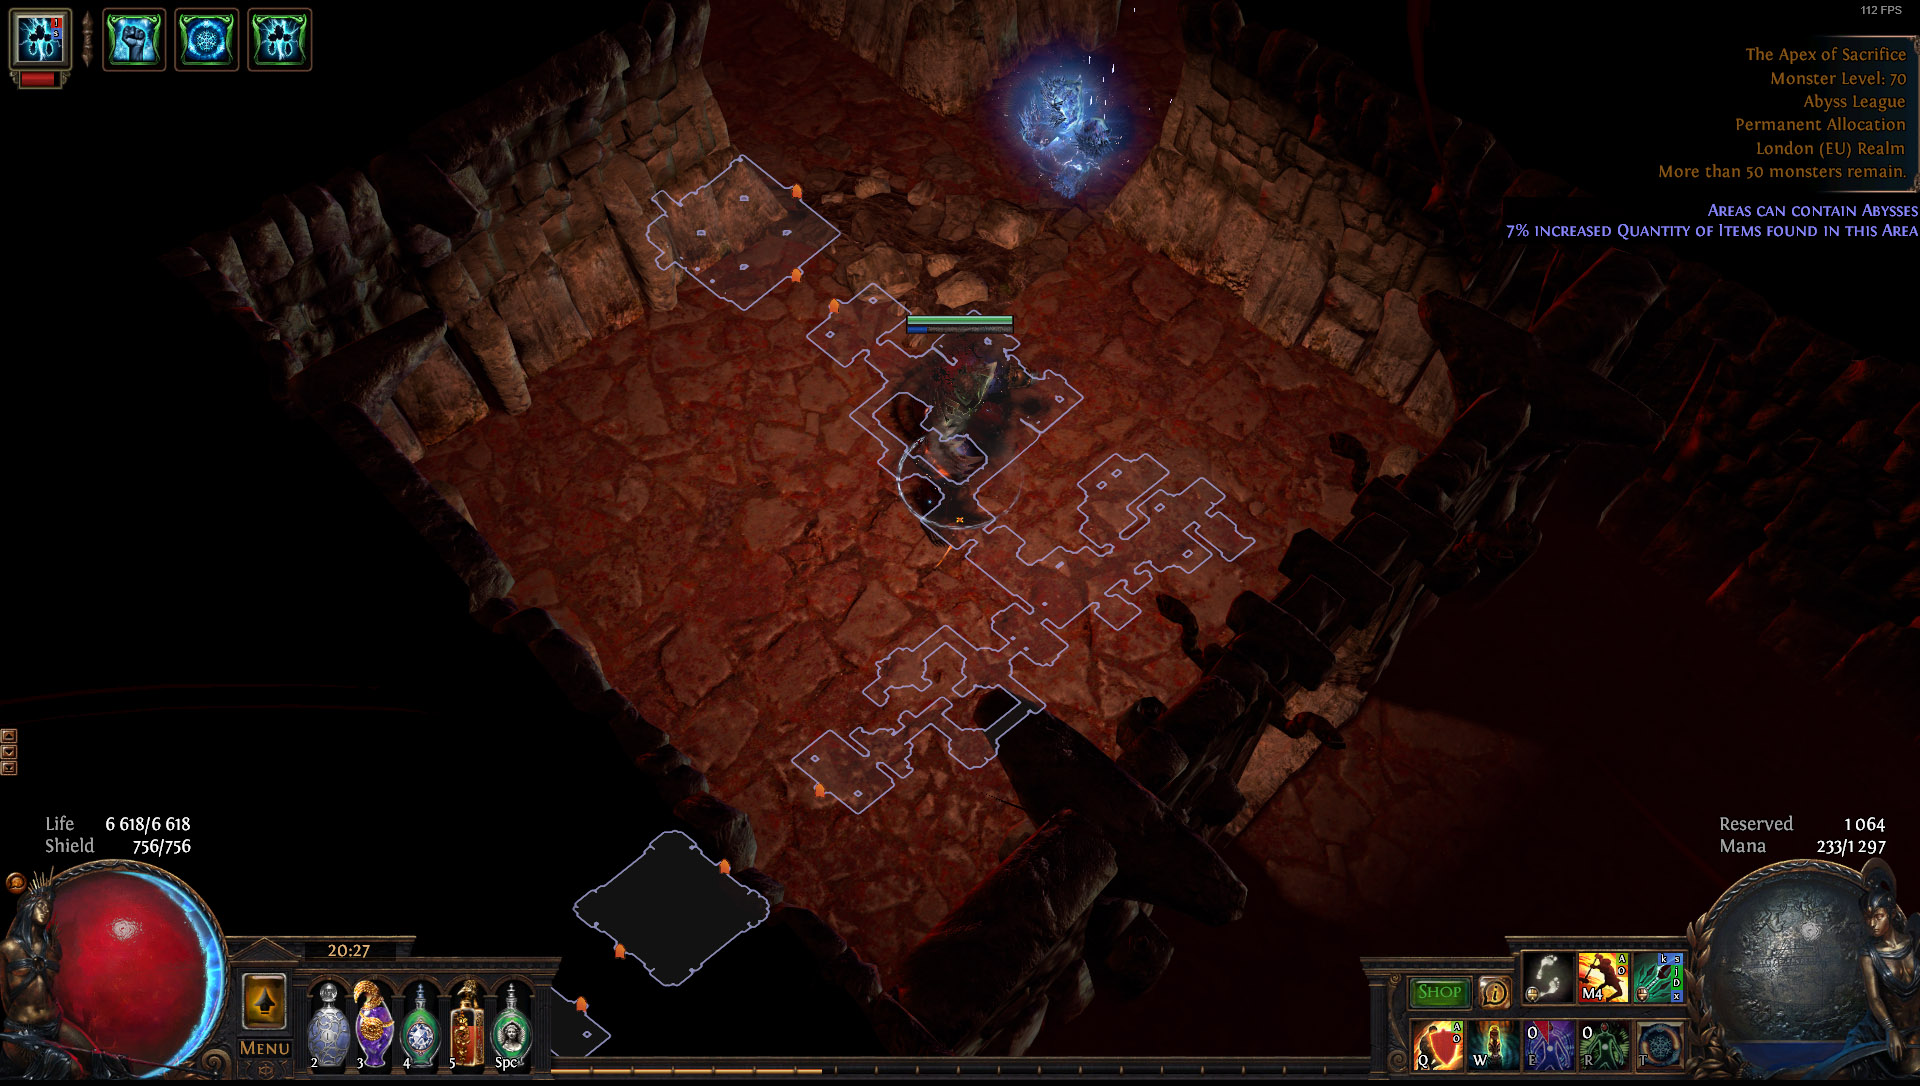 112 FPS
The Apex of Sacrifice
Monster Level: 70
Abyss League
Permanent Allocation
London (EU) Realm
More than 50 monsters remain.
Areas can contain Abysses
7% increased Quantity of Items found in this Area
Life 6 618/6 618
Shield 756/756
Reserved 1 064
Mana 233/1 297
20:27
Menu
2 3 4 5 Spc
Shop
M4
Q W E R T